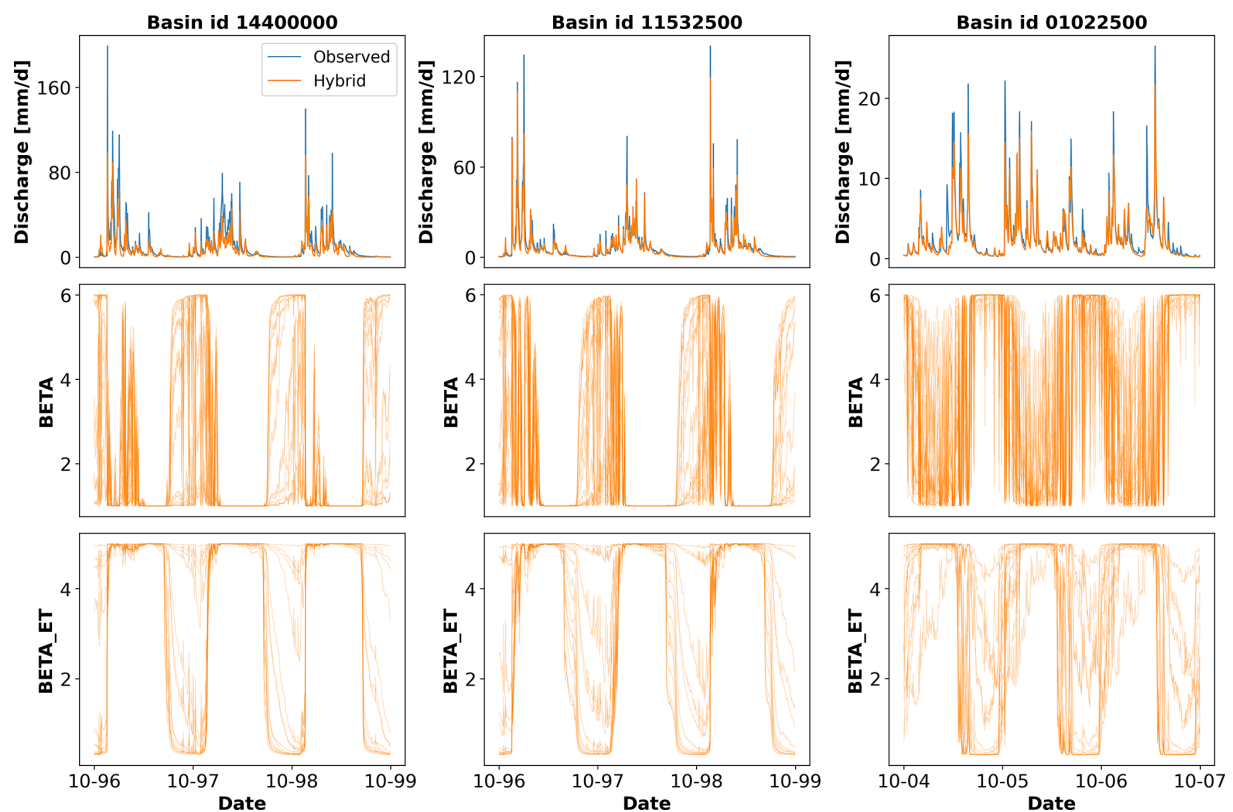 Basin id 14400000
Basin id 11532500
Basin id 01022500
Discharge [mm/d]
160
80
0
Observed
Hybrid
Discharge [mm/d]
120
60
0
Discharge [mm/d]
20
10
0
BETA
6
4
2
BETA
6
4
2
BETA
6
4
2
BETA_ET
4
2
BETA_ET
4
2
BETA_ET
4
2
10-96 10-97 10-98 10-99
10-96 10-97 10-98 10-99
10-04 10-05 10-06 10-07
Date
Date
Date